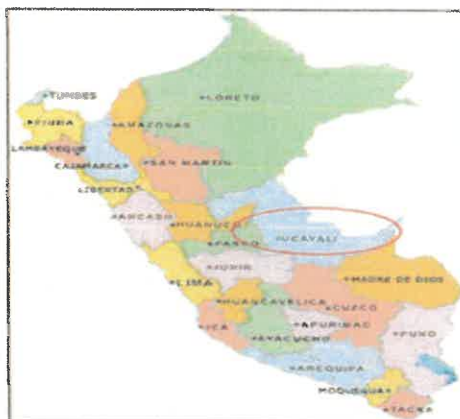 TUMBES
LORETO
PIURA
AMAZONAS
LAMBAYEQUE
CAJAMARCA
SAN MARTIN
LIBERTAD
ANCASH
HUANUCO
UCAYALI
PASCO
JUNIN
LIMA
MADRE DE DIOS
HUANCAVELICA
CUZCO
ICA
APURIMAC
PUNO
AYACUCHO
AREQUIPA
MOQUEGUA
TACNA